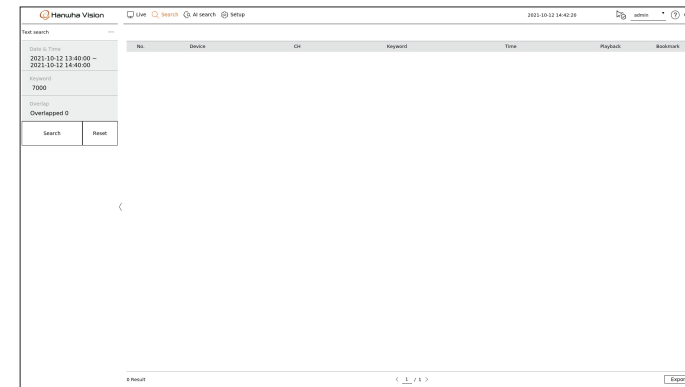 Hanwha Vision
Live Search AI search Setup 2021-10-12 14:42:20 admin
Text search
Date & Time
2021-10-12 13:40:00 ~
2021-10-12 14:40:00
Keyword
7000
Overlap
Overlapped 0
Search Reset
No. Device CH Keyword Time Playback Bookmark
0 Result
1 / 1
Export